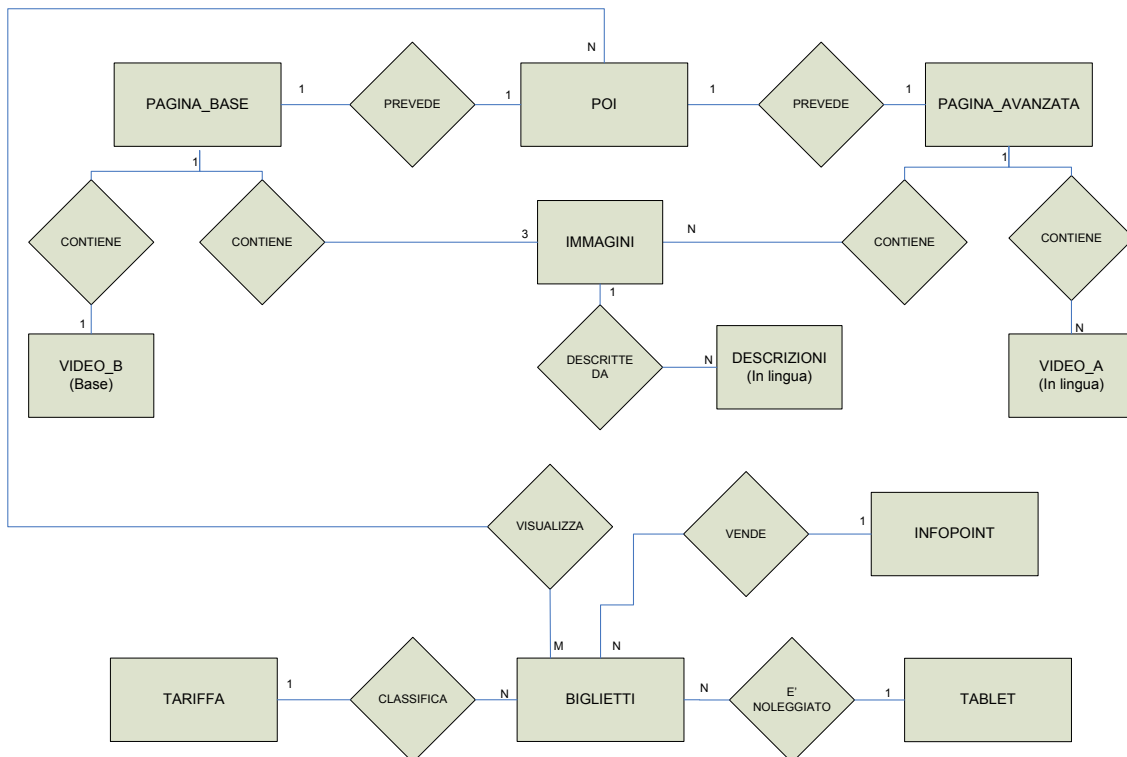 N
PAGINA_BASE
1
PREVEDE
1
POI
1
PREVEDE
1
PAGINA_AVANZATA
1
1
CONTIENE
CONTIENE
3
IMMAGINI
N
CONTIENE
CONTIENE
1
1
N
VIDEO_B
(Base)
DESCRITTE
DA
N
DESCRIZIONI
(In lingua)
VIDEO_A
(In lingua)
VISUALIZZA
VENDE
1
INFOPOINT
M
N
TARIFFA
1
CLASSIFICA
N
BIGLIETTI
N
E'
NOLEGGIATO
1
TABLET